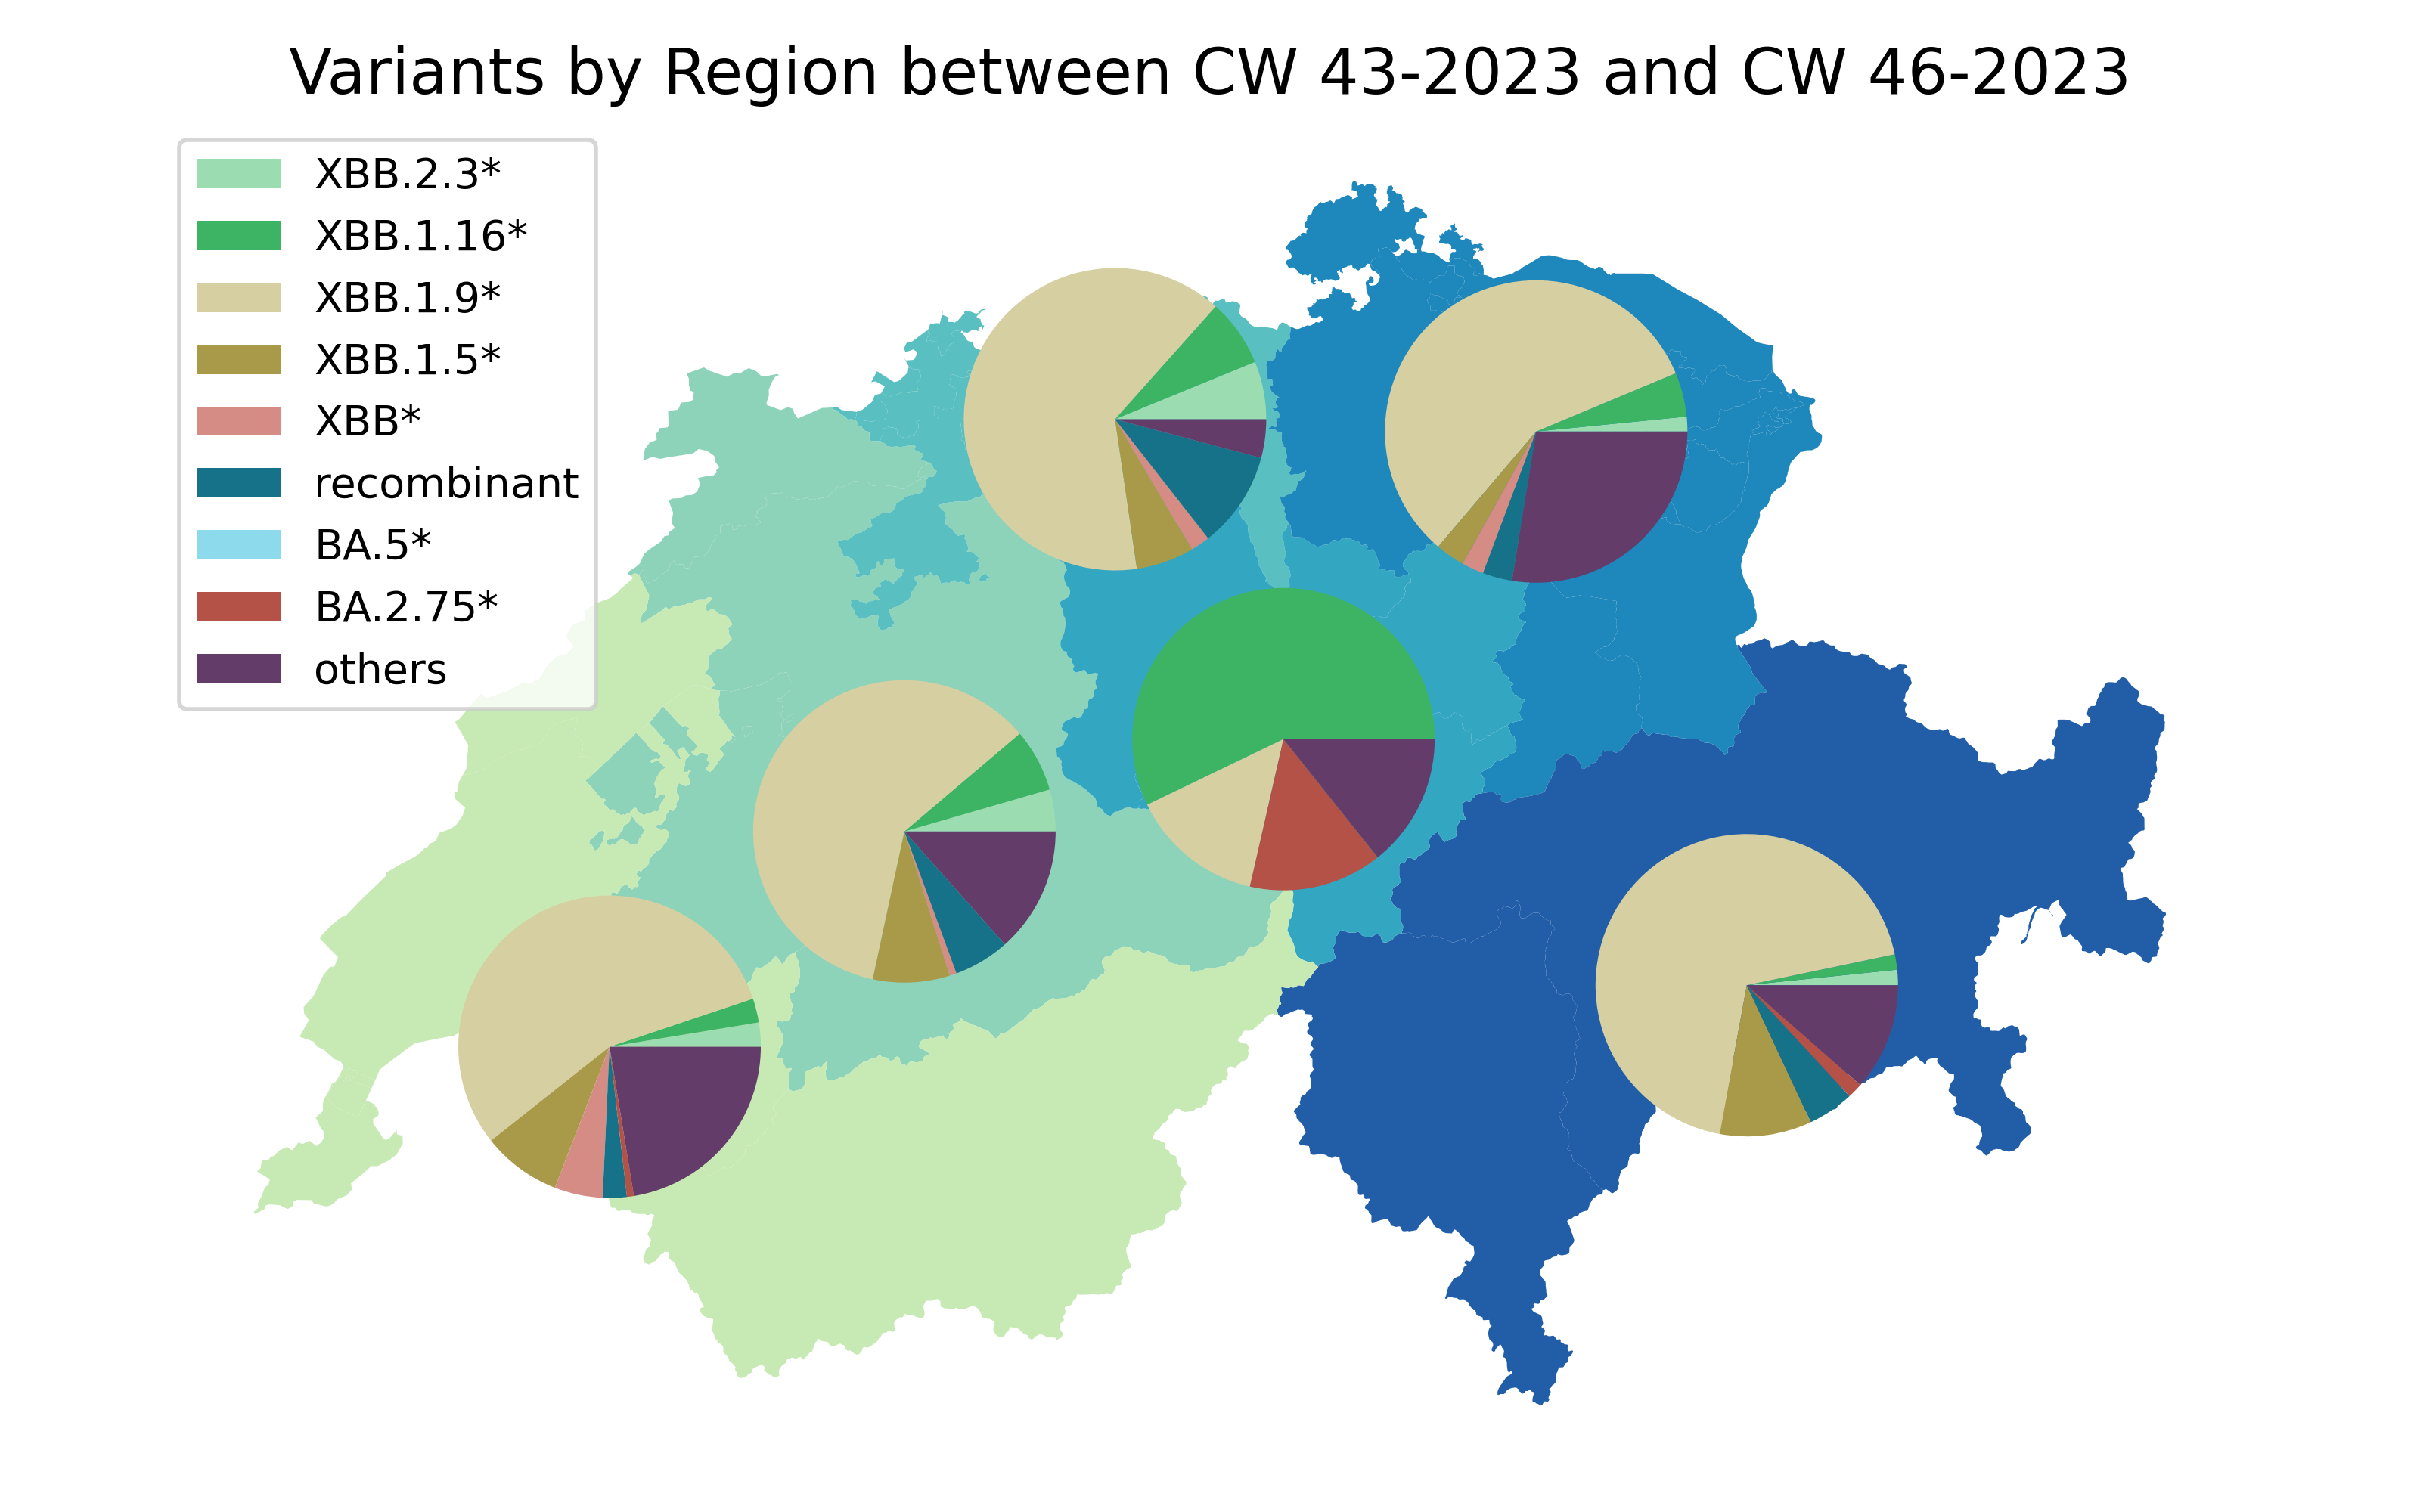 Variants by Region between CW 43-2023 and CW 46-2023
XBB.2.3*
XBB.1.16*
XBB.1.9*
XBB.1.5*
XBB*
recombinant
BA.5*
BA.2.75*
others